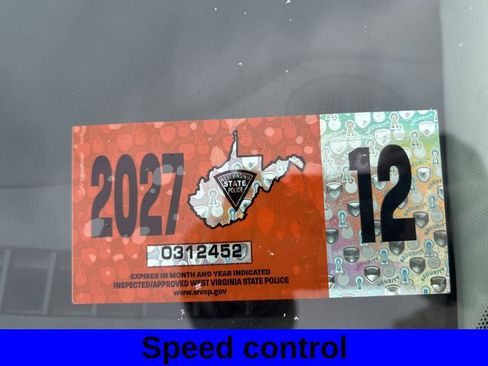 2027
WEST VIRGINIA
STATE
POLICE
12
0312452
EXPIRES IN MONTH AND YEAR INDICATED
INSPECTED/APPROVED WEST VIRGINIA STATE POLICE
www.wvsp.gov
Speed control